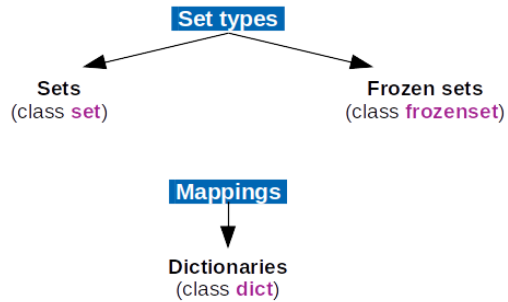 Set types
Sets
(class set)
Frozen sets
(class frozenset)
Mappings
Dictionaries
(class dict)